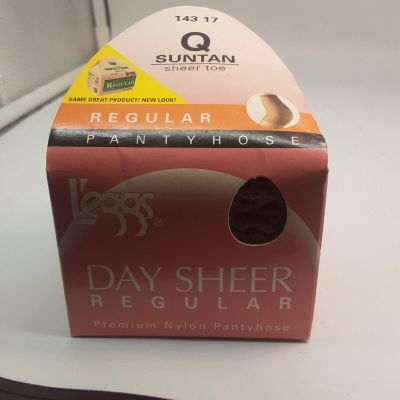 143 17
Q
SUNTAN
sheer toe
REGULAR
SAME GREAT PRODUCT! NEW LOOK!
REGULAR
PANTYHOSE
L'eggs®
DAY SHEER
REGULAR
Premium Nylon Pantyhose